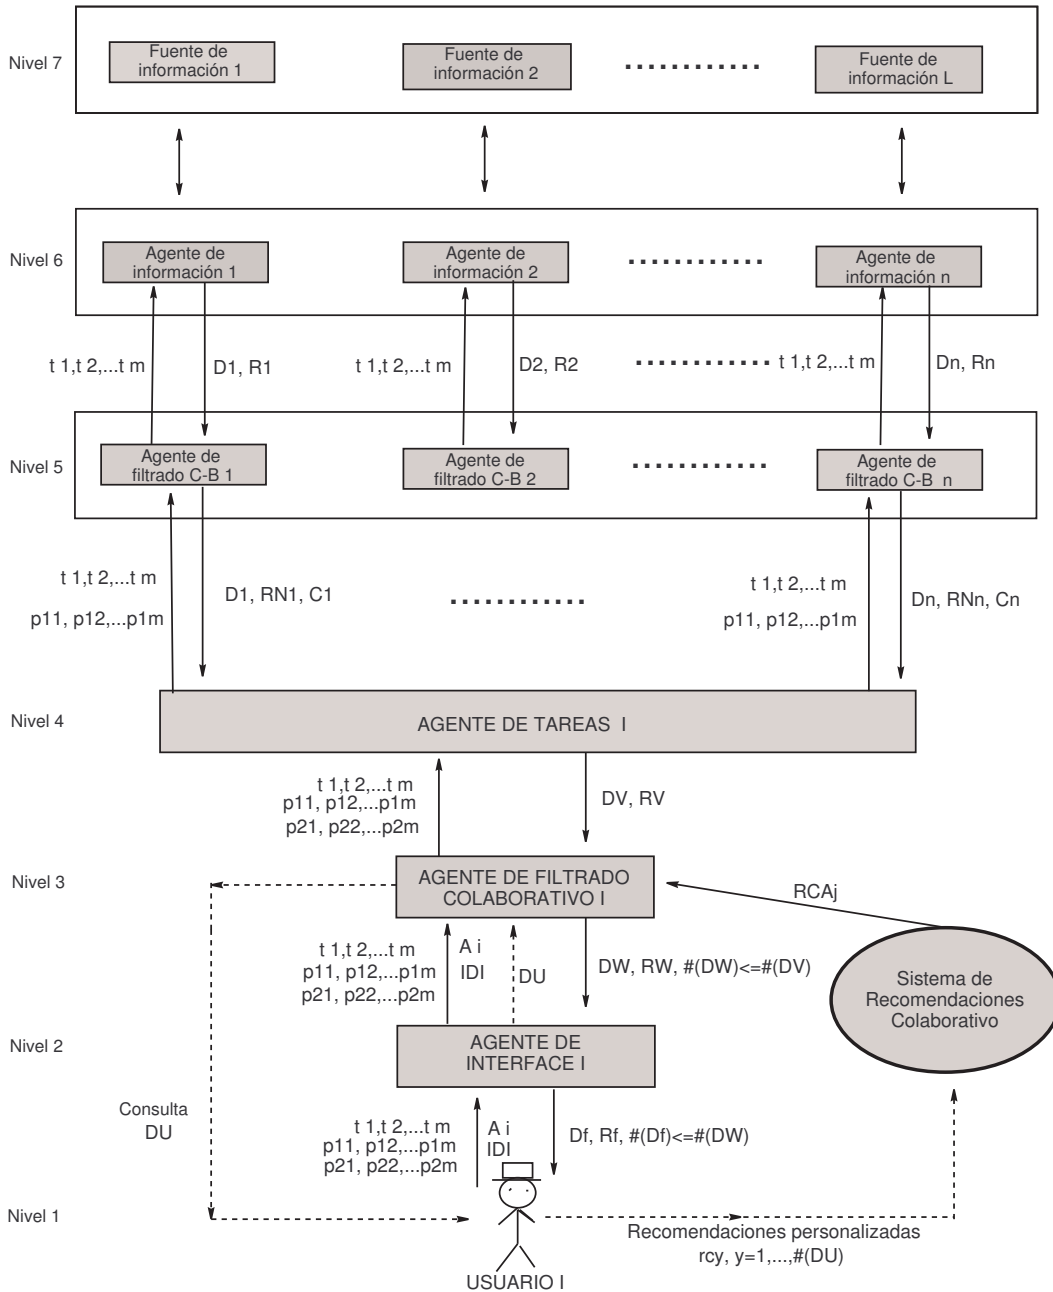 Nivel 7
Fuente de
información 1
Fuente de
información 2
Fuente de
información L
Nivel 6
Agente de
información 1
Agente de
información 2
Agente de
información n
t 1,t 2,...t m
D1, R1
t 1,t 2,...t m
D2, R2
t 1,t 2,...t m
Dn, Rn
Nivel 5
Agente de
filtrado C-B 1
Agente de
filtrado C-B 2
Agente de
filtrado C-B n
t 1,t 2,...t m
p11, p12,...p1m
D1, RN1, C1
t 1,t 2,...t m
p11, p12,...p1m
Dn, RNn, Cn
Nivel 4
AGENTE DE TAREAS I
t 1,t 2,...t m
p11, p12,...p1m
p21, p22,...p2m
DV, RV
Nivel 3
AGENTE DE FILTRADO
COLABORATIVO I
RCAj
t 1,t 2,...t m
p11, p12,...p1m
p21, p22,...p2m
A i
IDI
DU
DW, RW, #(DW)<=#(DV)
Sistema de
Recomendaciones
Colaborativo
Nivel 2
AGENTE DE
INTERFACE I
Consulta
DU
t 1,t 2,...t m
p11, p12,...p1m
p21, p22,...p2m
A i
IDI
Df, Rf, #(Df)<=#(DW)
Nivel 1
Recomendaciones personalizadas
rcy, y=1,...,#(DU)
USUARIO I